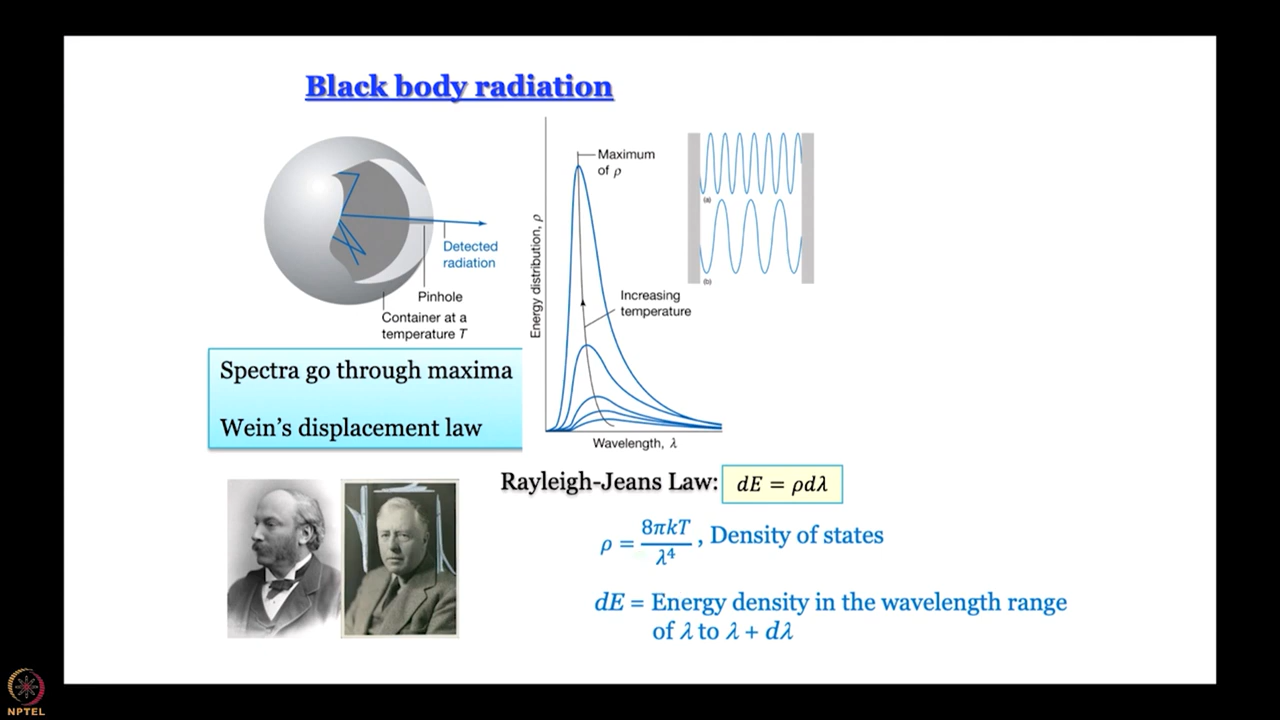 Black body radiation
Maximum
of ρ
(a)
(b)
Energy distribution, ρ
Detected
radiation
Pinhole
Container at a
temperature T
Increasing
temperature
Wavelength, λ
Spectra go through maxima
Wein's displacement law
Rayleigh-Jeans Law: dE = ρdλ
ρ = 8πkT/λ⁴ , Density of states
dE = Energy density in the wavelength range
of λ to λ + dλ
NPTEL